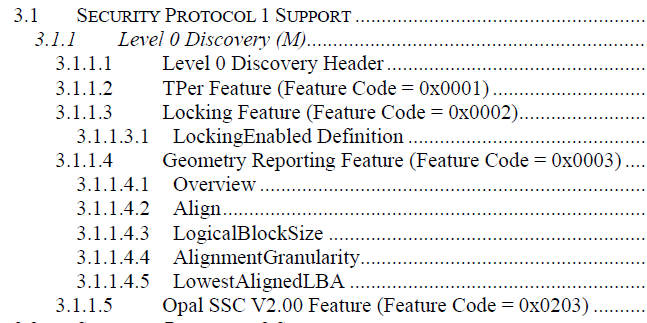 3.1 SECURITY PROTOCOL 1 SUPPORT ..............................................................
3.1.1 Level 0 Discovery (M)......................................................................
3.1.1.1 Level 0 Discovery Header....................................................
3.1.1.2 TPer Feature (Feature Code = 0x0001)..............................
3.1.1.3 Locking Feature (Feature Code = 0x0002).........................
3.1.1.3.1 LockingEnabled Definition ................................................
3.1.1.4 Geometry Reporting Feature (Feature Code = 0x0003)....
3.1.1.4.1 Overview..............................................................................
3.1.1.4.2 Align.....................................................................................
3.1.1.4.3 LogicalBlockSize ................................................................
3.1.1.4.4 AlignmentGranularity..........................................................
3.1.1.4.5 LowestAlignedLBA ............................................................
3.1.1.5 Opal SSC V2.00 Feature (Feature Code = 0x0203)..........